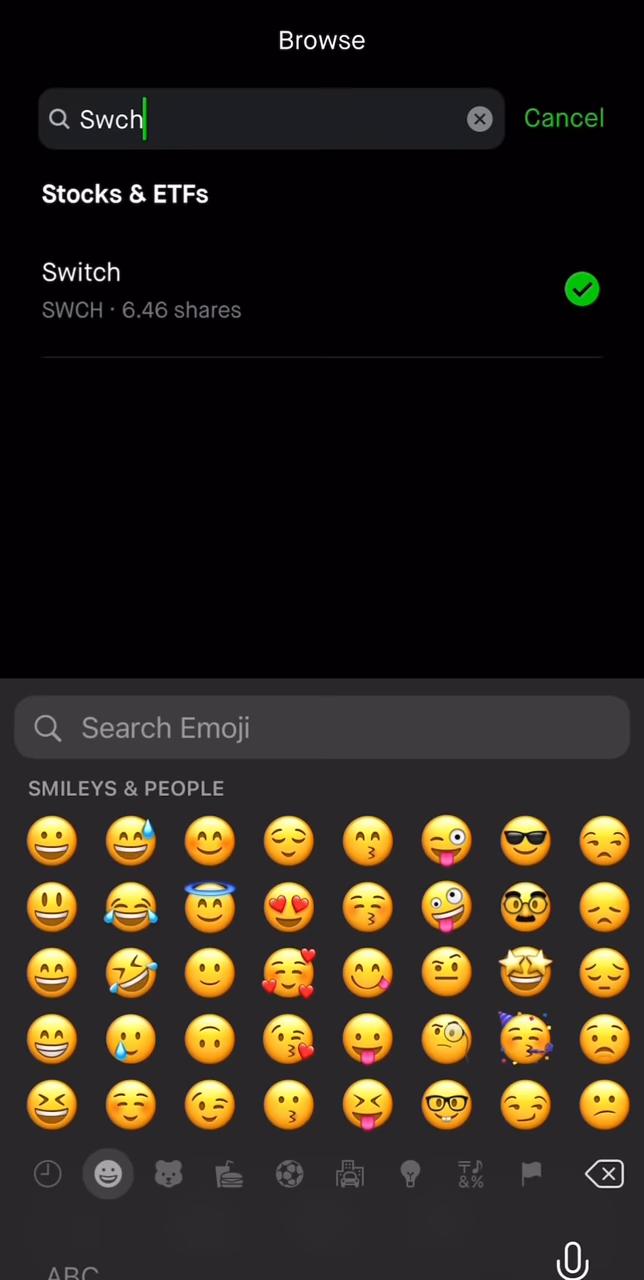 Browse
Swch
Cancel
Stocks & ETFs
Switch
SWCH · 6.46 shares
Search Emoji
SMILEYS & PEOPLE
ABC